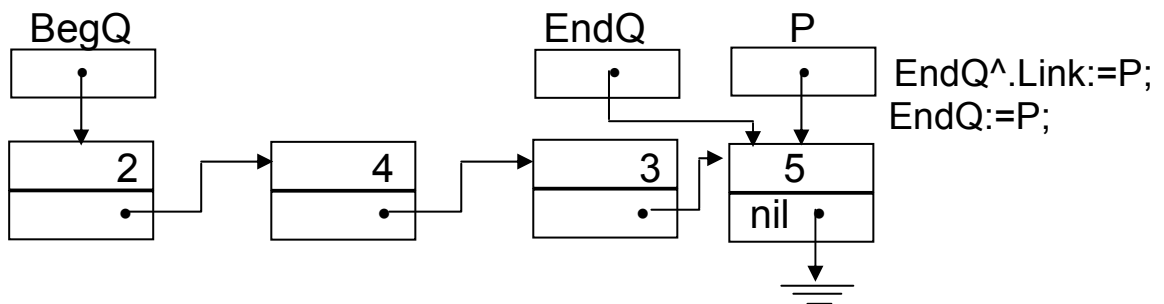 BegQ EndQ P
EndQ^.Link:=P;
EndQ:=P;
2 4 3 5
nil